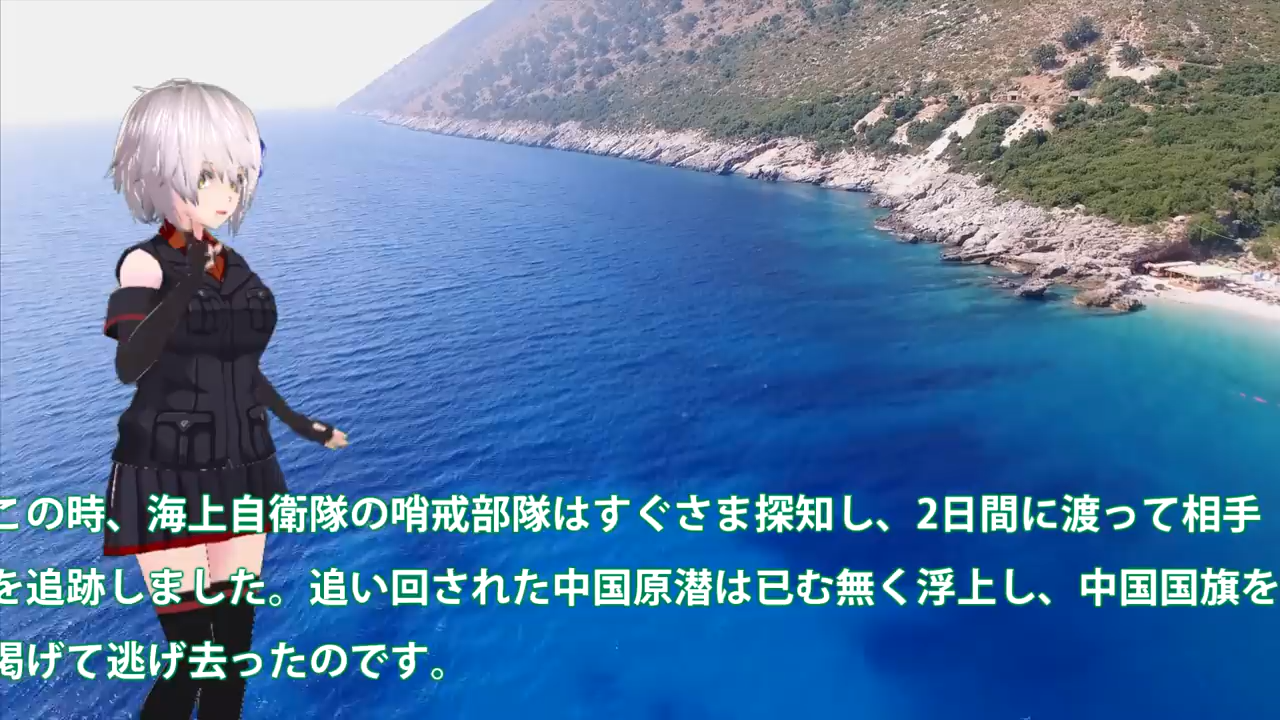 この時、海上自衛隊の哨戒部隊はすぐさま探知し、2日間に渡って相手
を追跡しました。追い回された中国原潜は已む無く浮上し、中国国旗を
掲げて逃げ去ったのです。